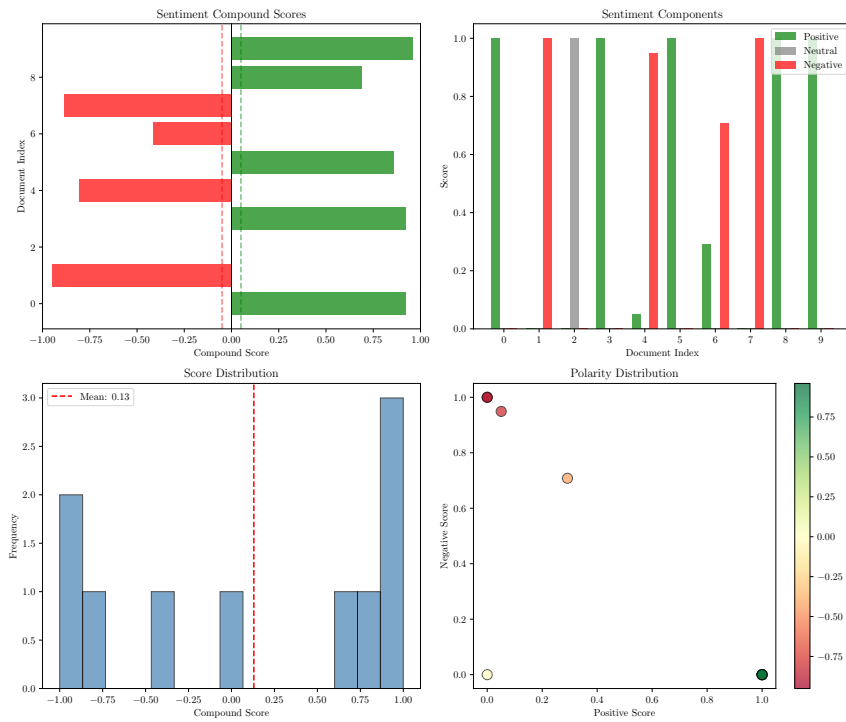 Sentiment Compound Scores
Document Index
8
6
4
2
0
−1.00 −0.75 −0.50 −0.25 0.00 0.25 0.50 0.75 1.00
Compound Score
Sentiment Components
Positive
Neutral
Negative
Score
1.0
0.8
0.6
0.4
0.2
0.0
0 1 2 3 4 5 6 7 8 9
Document Index
Score Distribution
Mean: 0.13
Frequency
3.0
2.5
2.0
1.5
1.0
0.5
0.0
−1.00 −0.75 −0.50 −0.25 0.00 0.25 0.50 0.75 1.00
Compound Score
Polarity Distribution
Negative Score
1.0
0.8
0.6
0.4
0.2
0.0
0.0 0.2 0.4 0.6 0.8 1.0
Positive Score
0.75
0.50
0.25
0.00
−0.25
−0.50
−0.75